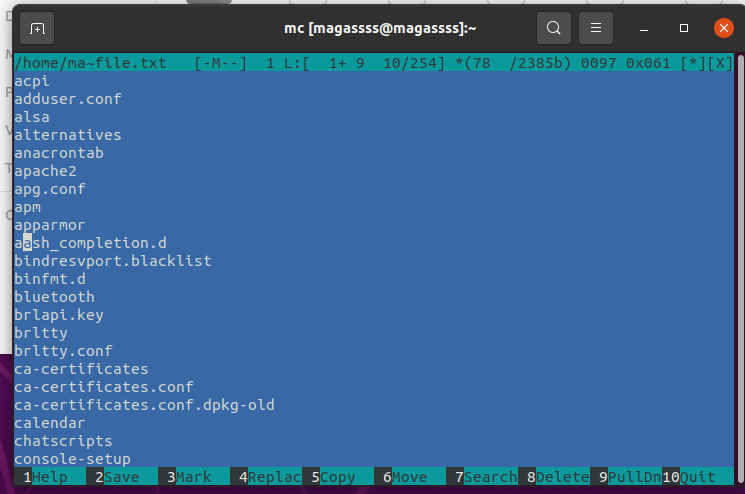 mc [magassss@magassss]:~
/home/ma~file.txt [-M--] 1 L:[ 1+ 9 10/254] *(78 /2385b) 0097 0x061 [*][X]
acpi
adduser.conf
alsa
alternatives
anacrontab
apache2
apg.conf
apm
apparmor
aash_completion.d
bindresvport.blacklist
binfmt.d
bluetooth
brlapi.key
brltty
brltty.conf
ca-certificates
ca-certificates.conf
ca-certificates.conf.dpkg-old
calendar
chatscripts
console-setup
1Help 2Save 3Mark 4Replac 5Copy 6Move 7Search 8Delete 9PullDn 10Quit